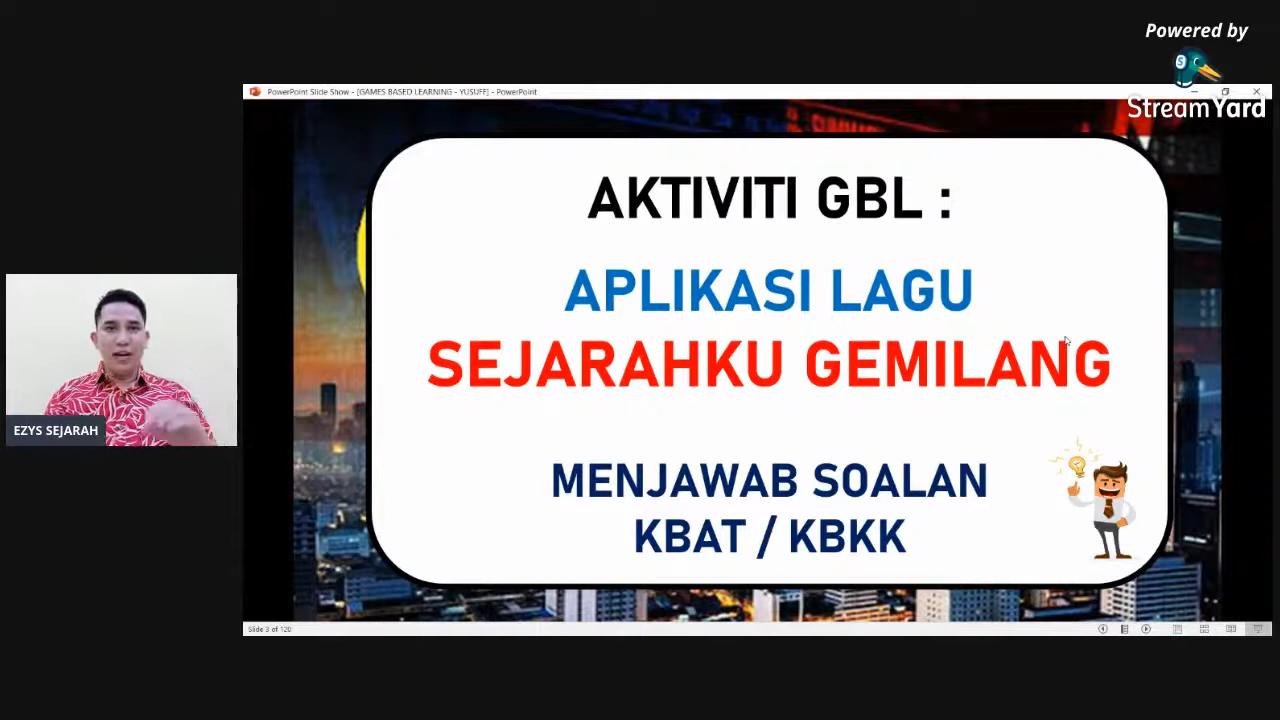 Powered by
StreamYard
PowerPoint Slide Show - [GAMES BASED LEARNING - YUSUFF] - PowerPoint
AKTIVITI GBL :
APLIKASI LAGU
SEJARAHKU GEMILANG
MENJAWAB SOALAN
KBAT / KBKK
EZYS SEJARAH
Slide 3 of 120